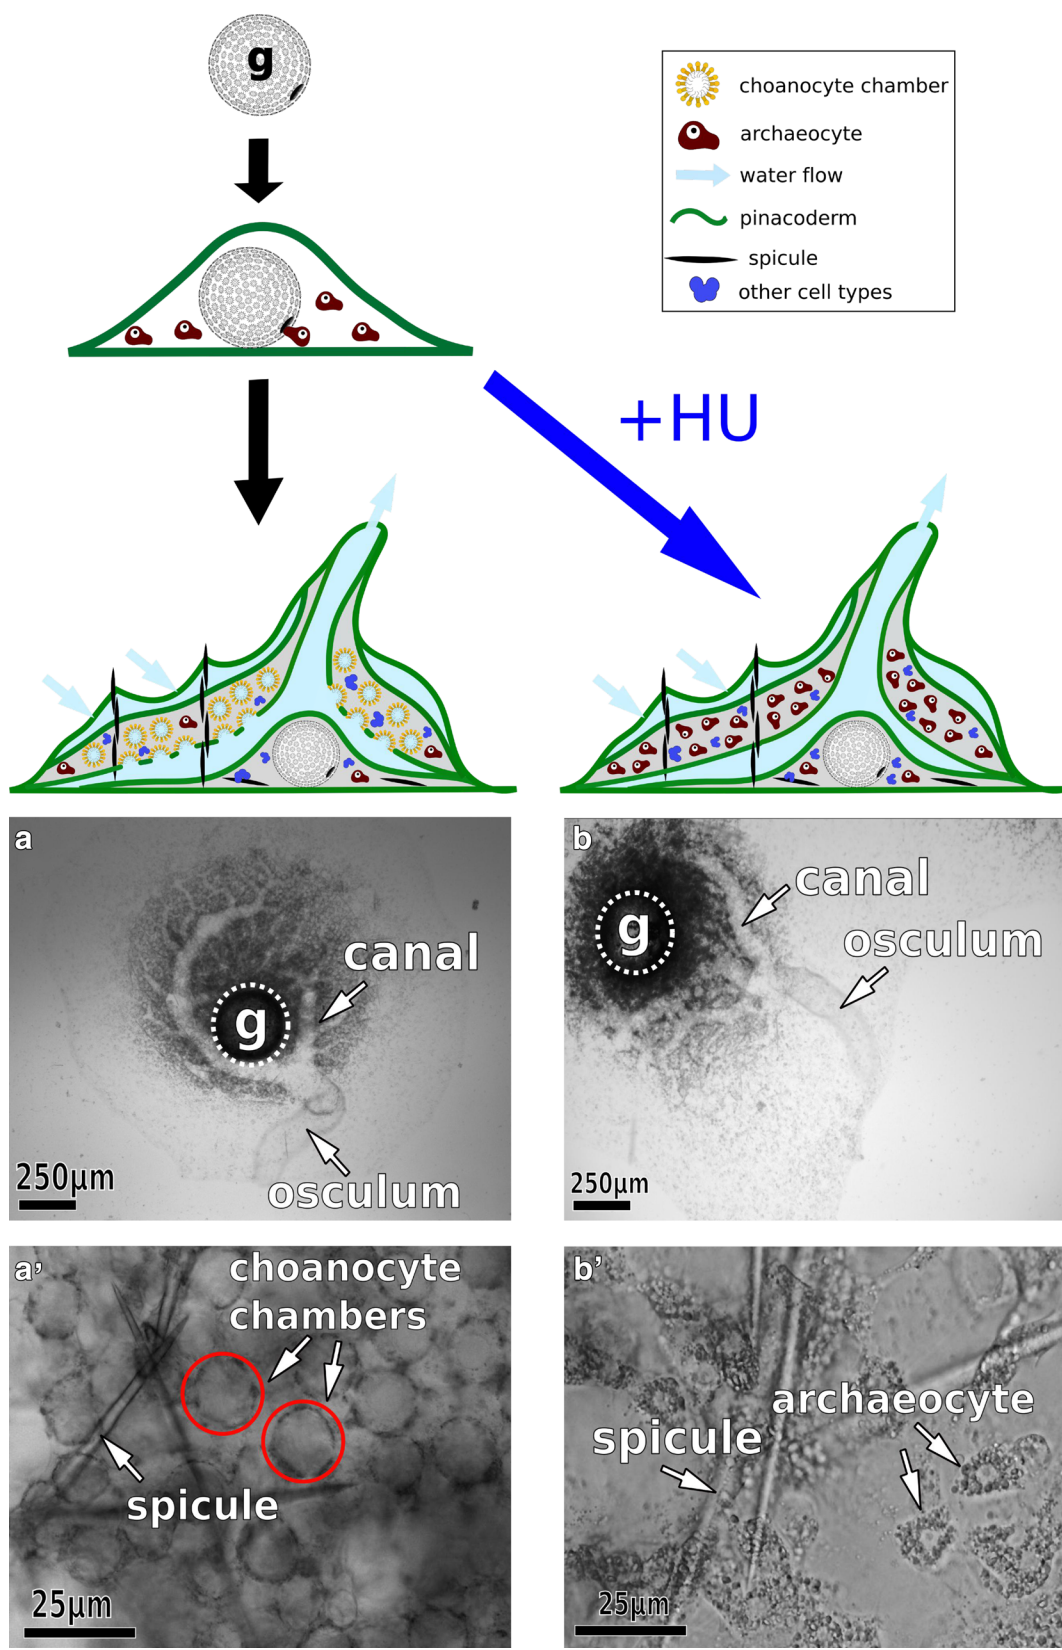 g
choanocyte chamber
archaeocyte
water flow
pinacoderm
spicule
other cell types
+HU
a
canal
g
osculum
250µm
b
canal
osculum
g
250µm
a'
choanocyte
chambers
spicule
25µm
b'
archaeocyte
spicule
25µm